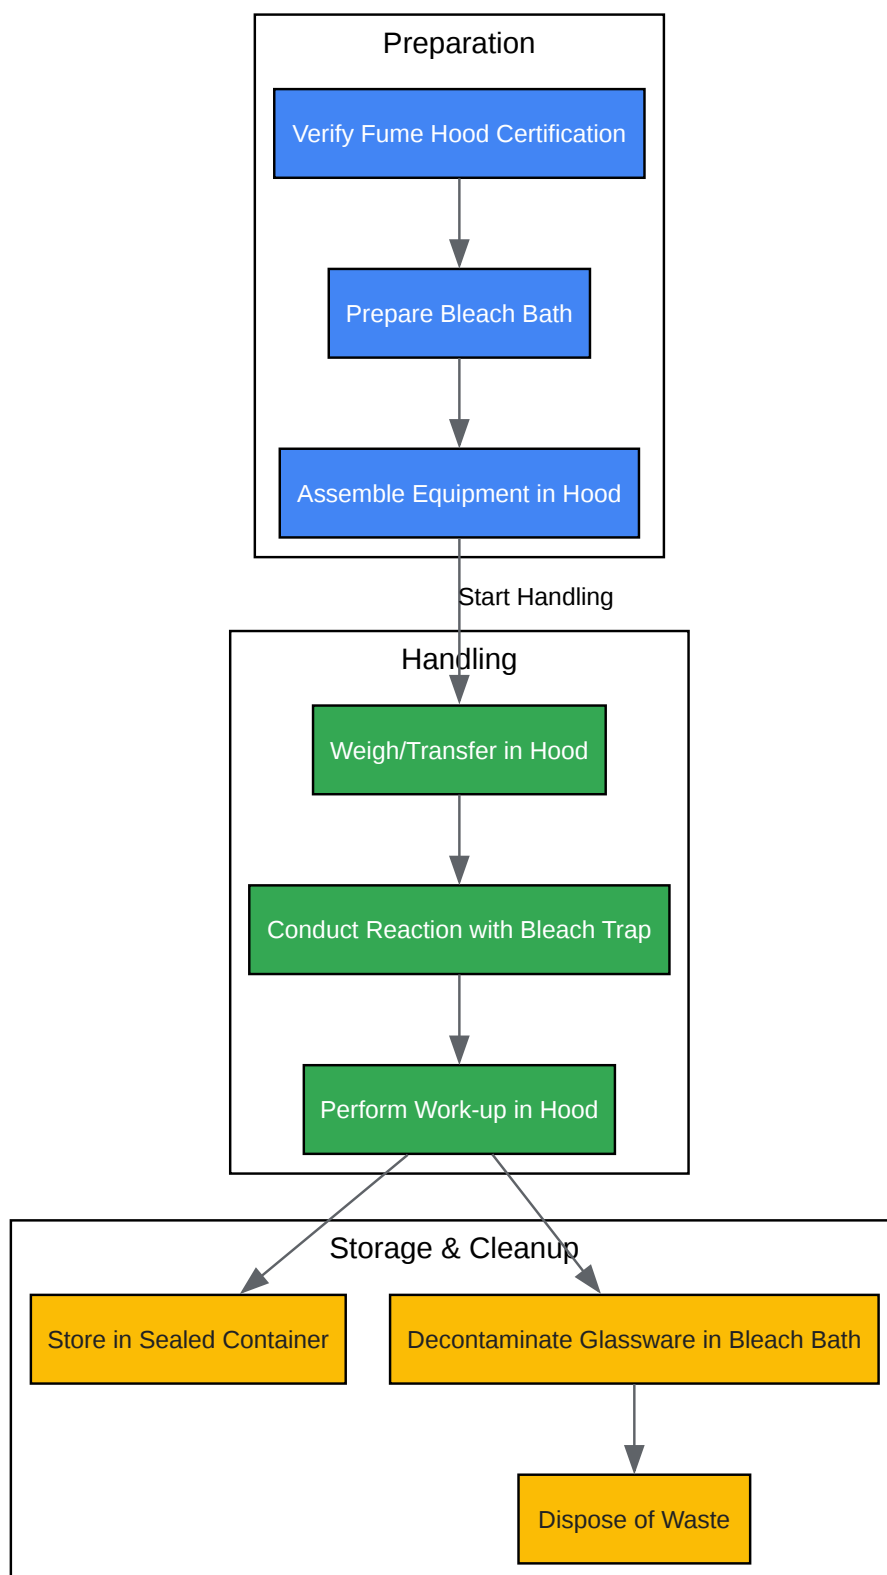 Preparation
Verify Fume Hood Certification
Prepare Bleach Bath
Assemble Equipment in Hood
Start Handling
Handling
Weigh/Transfer in Hood
Conduct Reaction with Bleach Trap
Perform Work-up in Hood
Storage & Cleanup
Store in Sealed Container
Decontaminate Glassware in Bleach Bath
Dispose of Waste